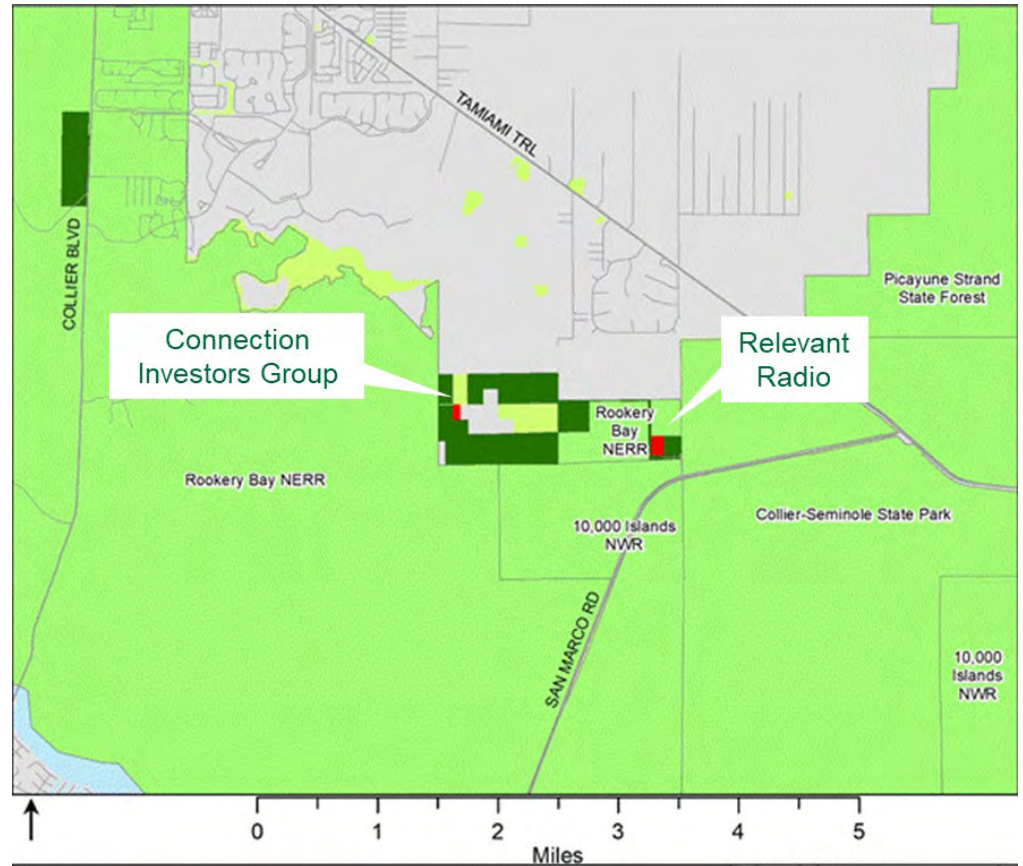 TAMIAMI TRL
COLLIER BLVD
Picayune Strand
State Forest
Connection
Investors Group
Relevant
Radio
Rookery
Bay
NERR
Rookery Bay NERR
10,000 Islands
NWR
Collier-Seminole State Park
SAN MARCO RD
10,000
Islands
NWR
0 1 2 3 4 5
Miles